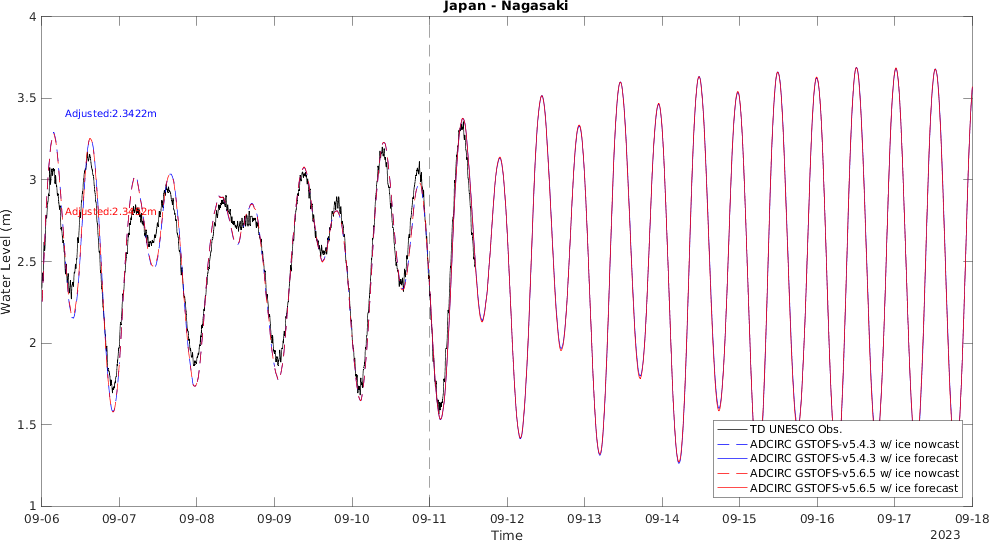 Japan - Nagasaki
Water Level (m)
4
3.5
3
2.5
2
1.5
1
Adjusted:2.3422m
09-06
09-07
09-08
09-09
09-10
09-11
09-12
09-13
09-14
09-15
09-16
09-17
09-18
Time
2023
TD UNESCO Obs.
ADCIRC GSTOFS-v5.4.3 w/ ice nowcast
ADCIRC GSTOFS-v5.4.3 w/ ice forecast
ADCIRC GSTOFS-v5.6.5 w/ ice nowcast
ADCIRC GSTOFS-v5.6.5 w/ ice forecast